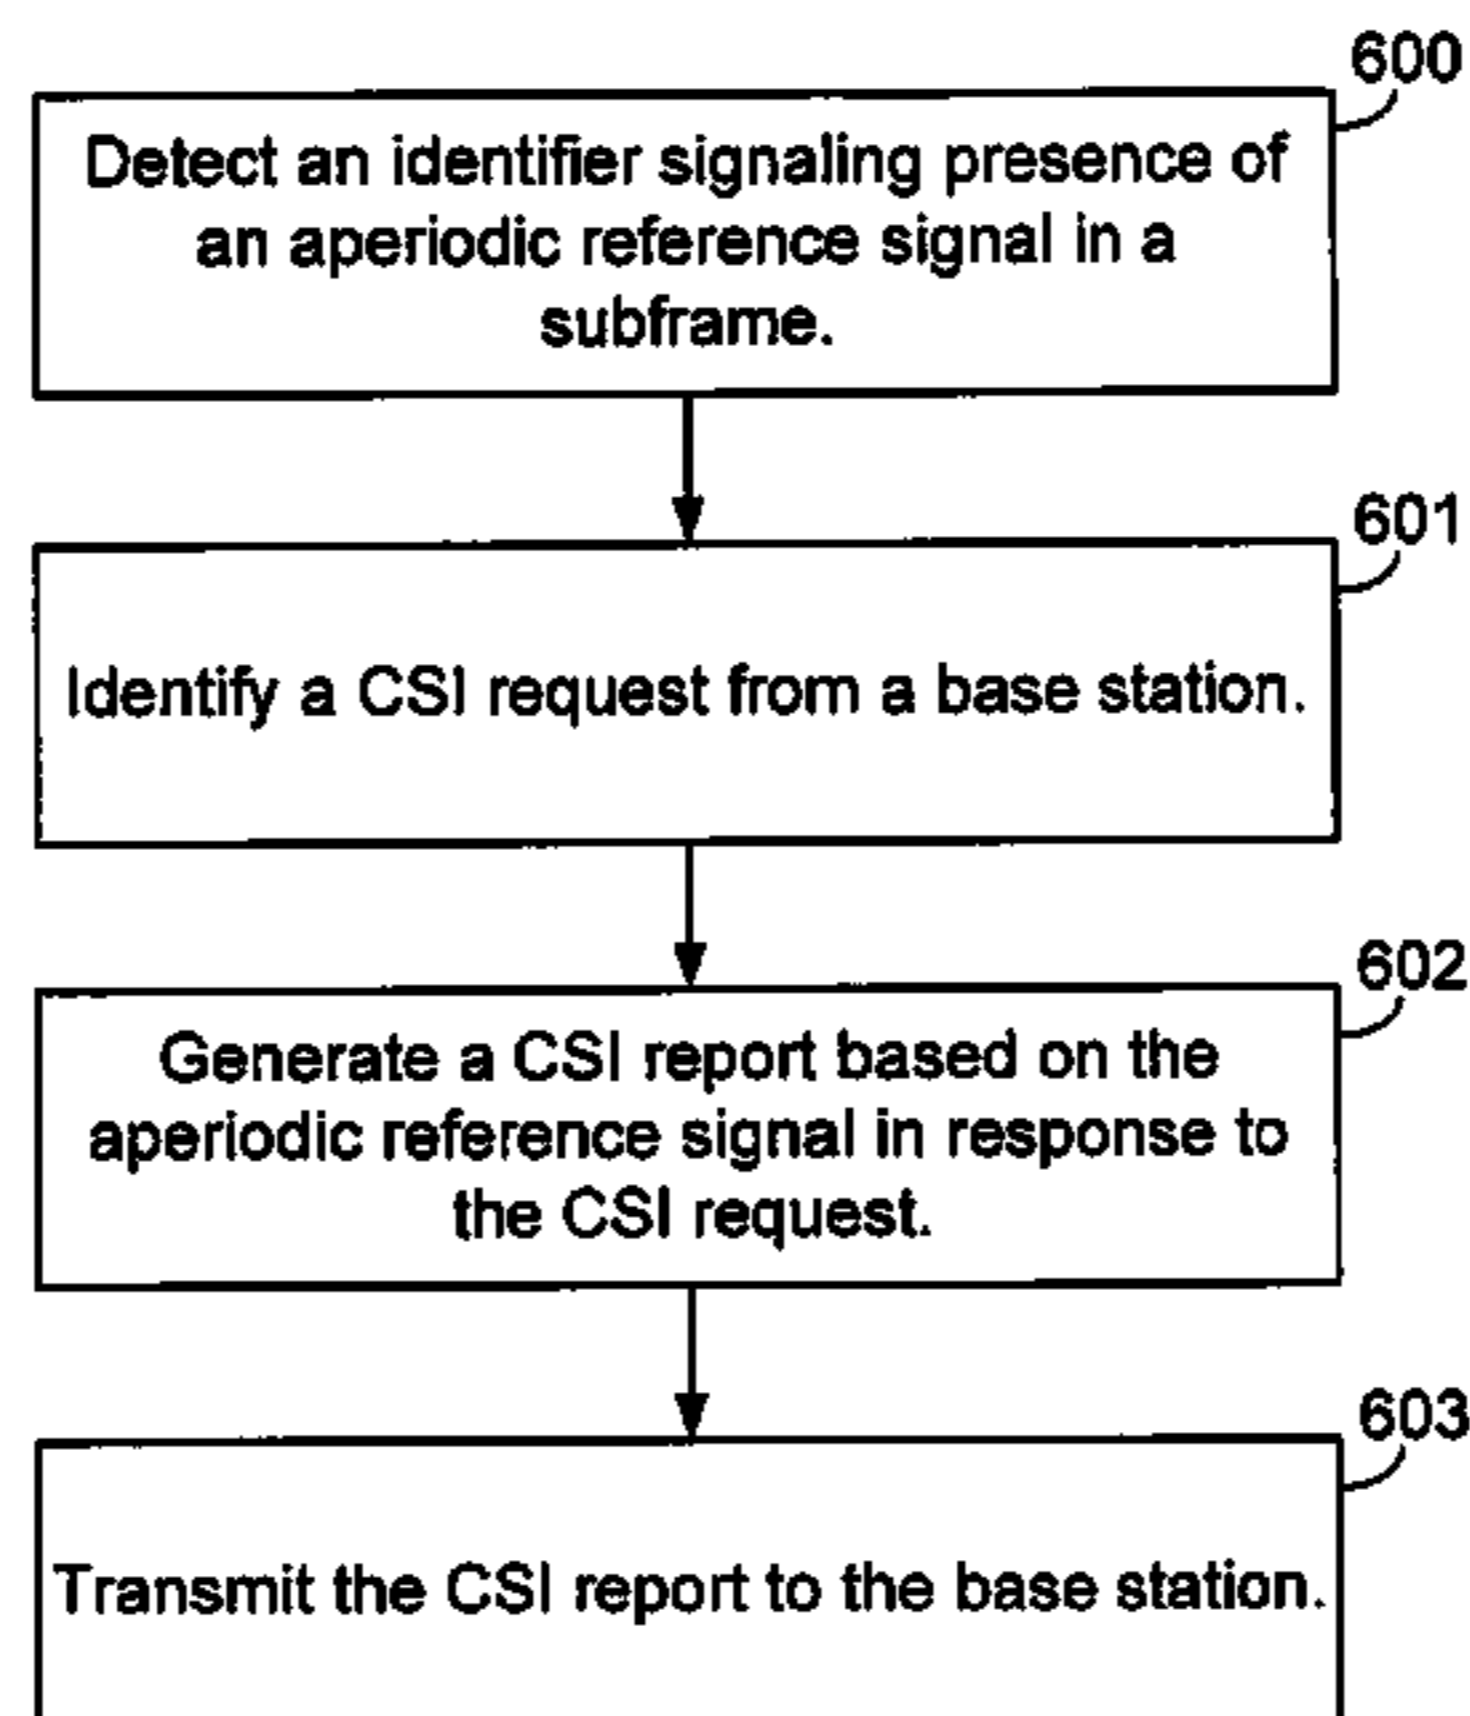 600
Detect an identifier signaling presence of
an aperiodic reference signal in a
subframe.
601
Identify a CSI request from a base station.
602
Generate a CSI report based on the
aperiodic reference signal in response to
the CSI request.
603
Transmit the CSI report to the base station.